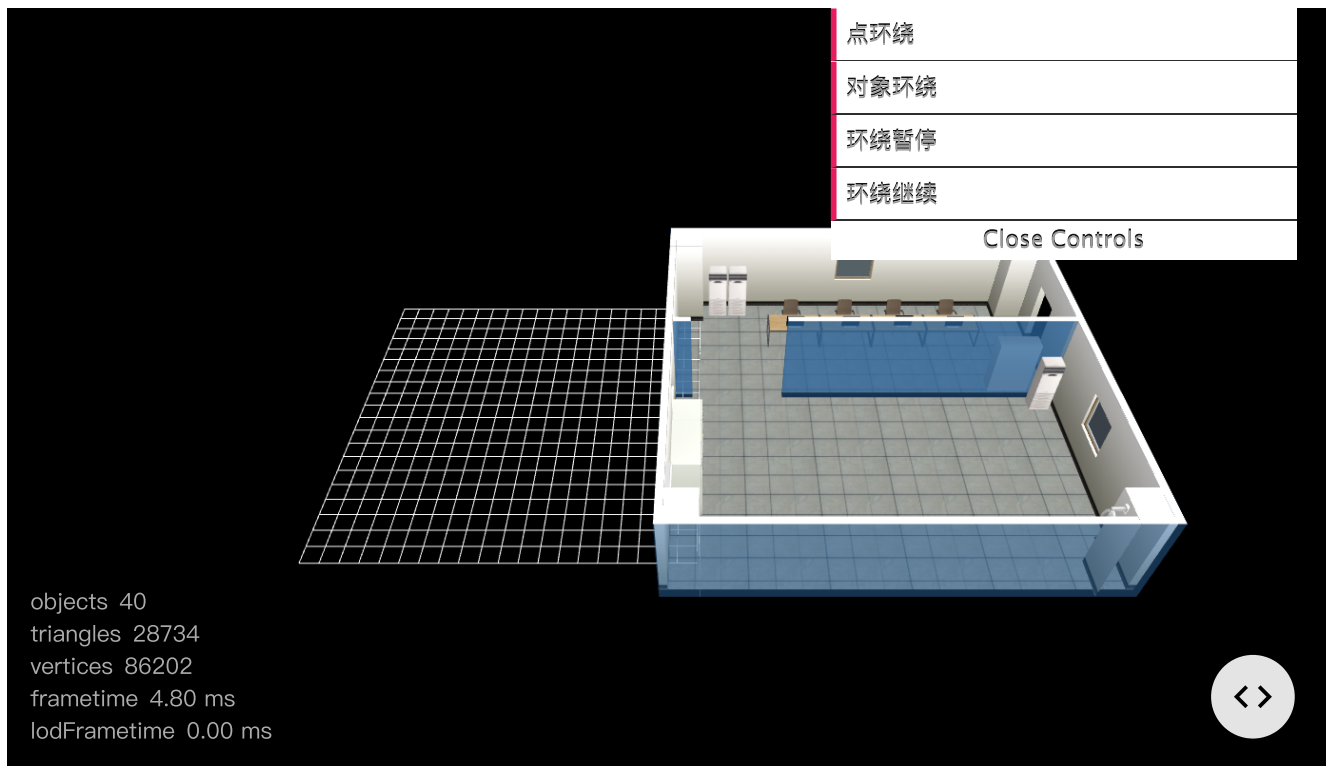 点环绕
对象环绕
环绕暂停
环绕继续
Close Controls
objects 40
triangles 28734
vertices 86202
frametime 4.80 ms
lodFrametime 0.00 ms